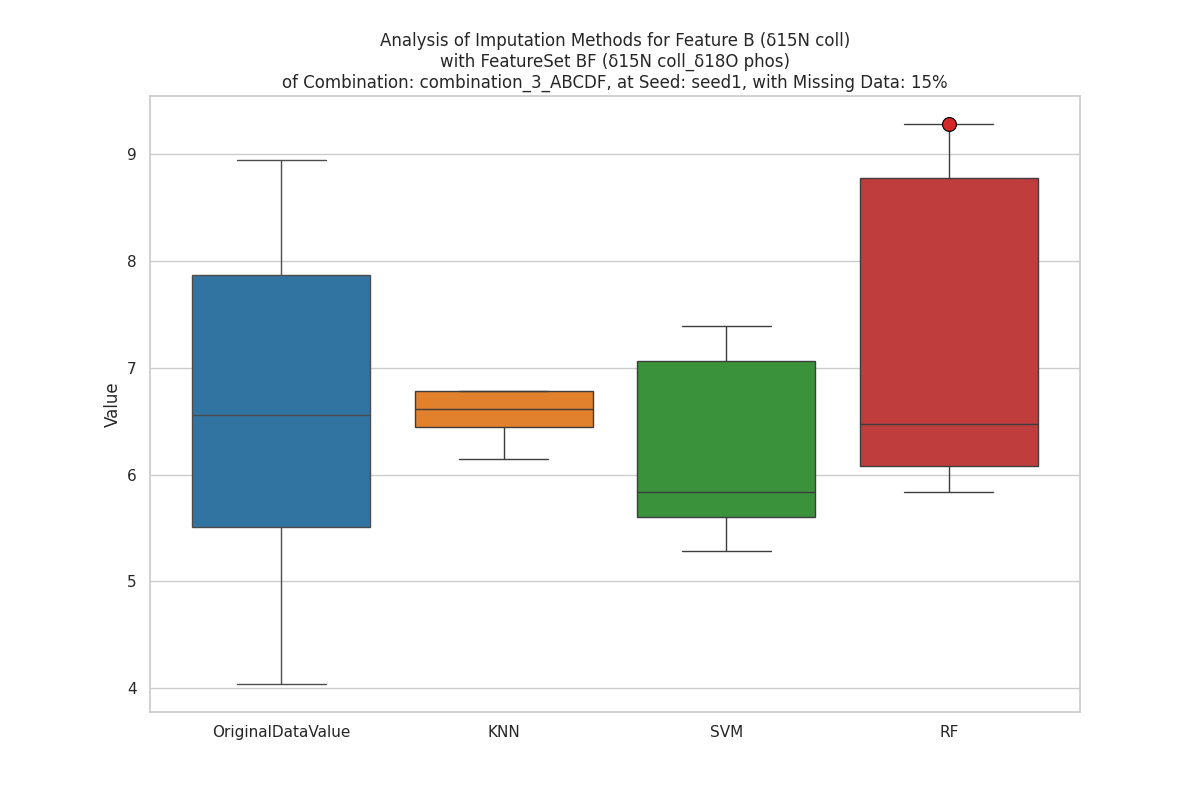 Analysis of Imputation Methods for Feature B (δ15N coll)
with FeatureSet BF (δ15N coll_δ18O phos)
of Combination: combination_3_ABCDF, at Seed: seed1, with Missing Data: 15%
9
8
7
6
5
4
Value
OriginalDataValue
KNN
SVM
RF